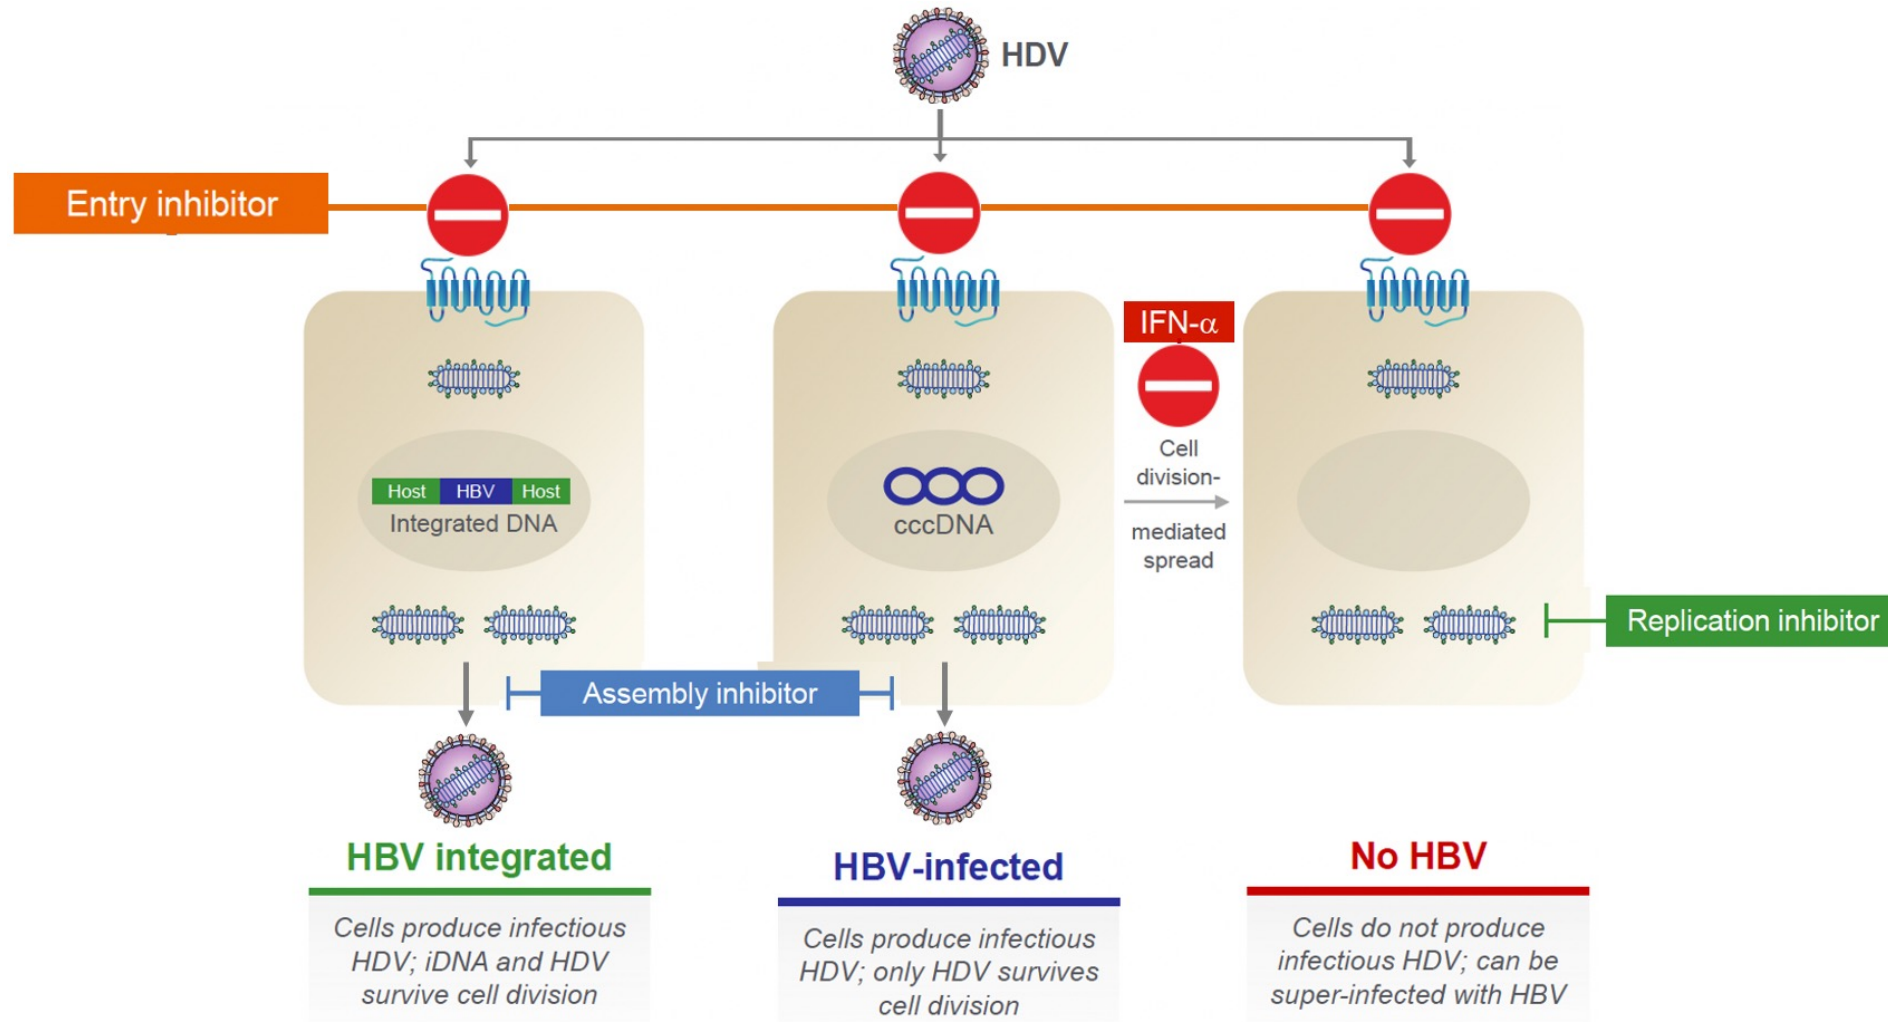 HDV
Entry inhibitor
IFN-α
Cell
division-
mediated
spread
Host HBV Host
Integrated DNA
cccDNA
Replication inhibitor
Assembly inhibitor
HBV integrated
Cells produce infectious
HDV; iDNA and HDV
survive cell division
HBV-infected
Cells produce infectious
HDV; only HDV survives
cell division
No HBV
Cells do not produce
infectious HDV; can be
super-infected with HBV